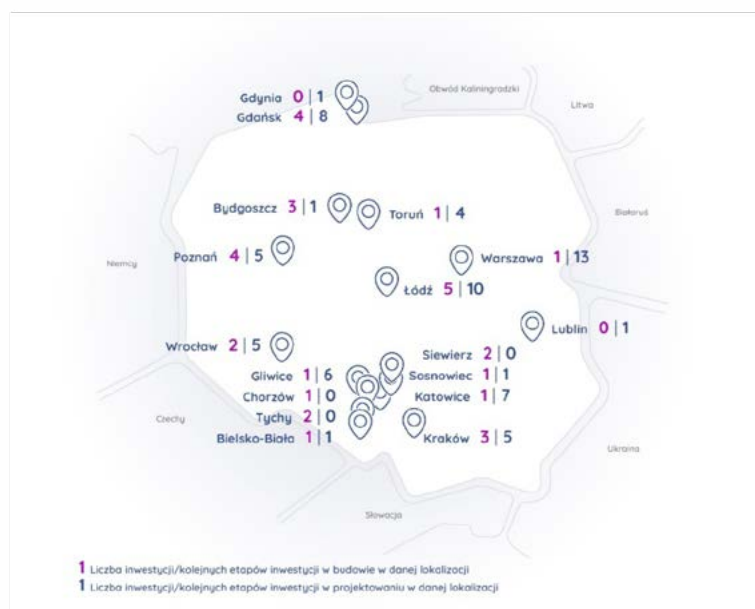 Gdynia 0 | 1
Gdańsk 4 | 8
Obwód Kaliningradzki
Litwa
Bydgoszcz 3 | 1
Toruń 1 | 4
Białoruś
Poznań 4 | 5
Warszawa 1 | 13
Niemcy
Łódź 5 | 10
Lublin 0 | 1
Wrocław 2 | 5
Siewierz 2 | 0
Gliwice 1 | 6
Sosnowiec 1 | 1
Chorzów 1 | 0
Katowice 1 | 7
Czechy
Tychy 2 | 0
Bielsko-Biała 1 | 1
Kraków 3 | 5
Ukraina
Słowacja
1 Liczba inwestycji/kolejnych etapów inwestycji w budowie w danej lokalizacji
1 Liczba inwestycji/kolejnych etapów inwestycji w projektowaniu w danej lokalizacji